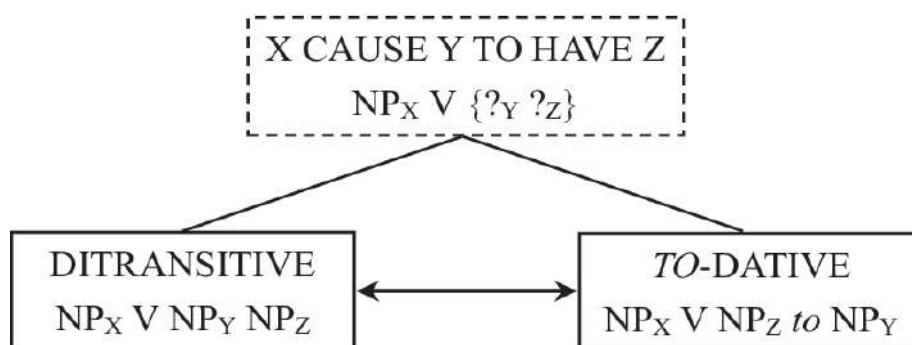 X CAUSE Y TO HAVE Z
NPX V {?Y ?Z}
DITRANSITIVE
NPX V NPY NPZ
TO-DATIVE
NPX V NPZ to NPY